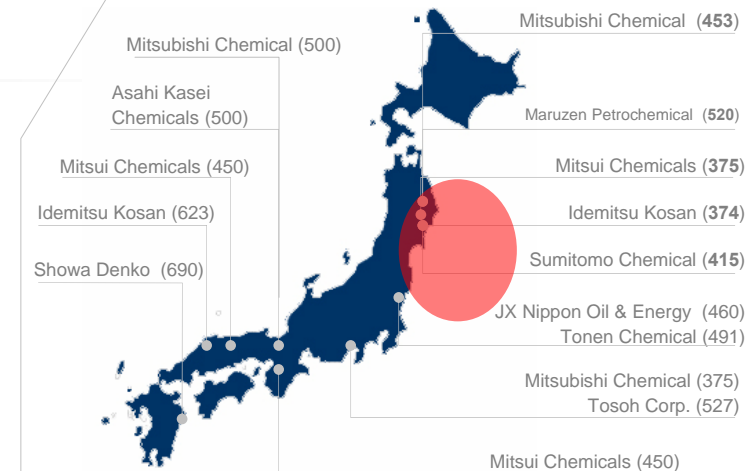 Mitsubishi Chemical (500)
Asahi Kasei
Chemicals (500)
Mitsui Chemicals (450)
Idemitsu Kosan (623)
Showa Denko (690)
Mitsubishi Chemical (453)
Maruzen Petrochemical (520)
Mitsui Chemicals (375)
Idemitsu Kosan (374)
Sumitomo Chemical (415)
JX Nippon Oil & Energy (460)
Tonen Chemical (491)
Mitsubishi Chemical (375)
Tosoh Corp. (527)
Mitsui Chemicals (450)